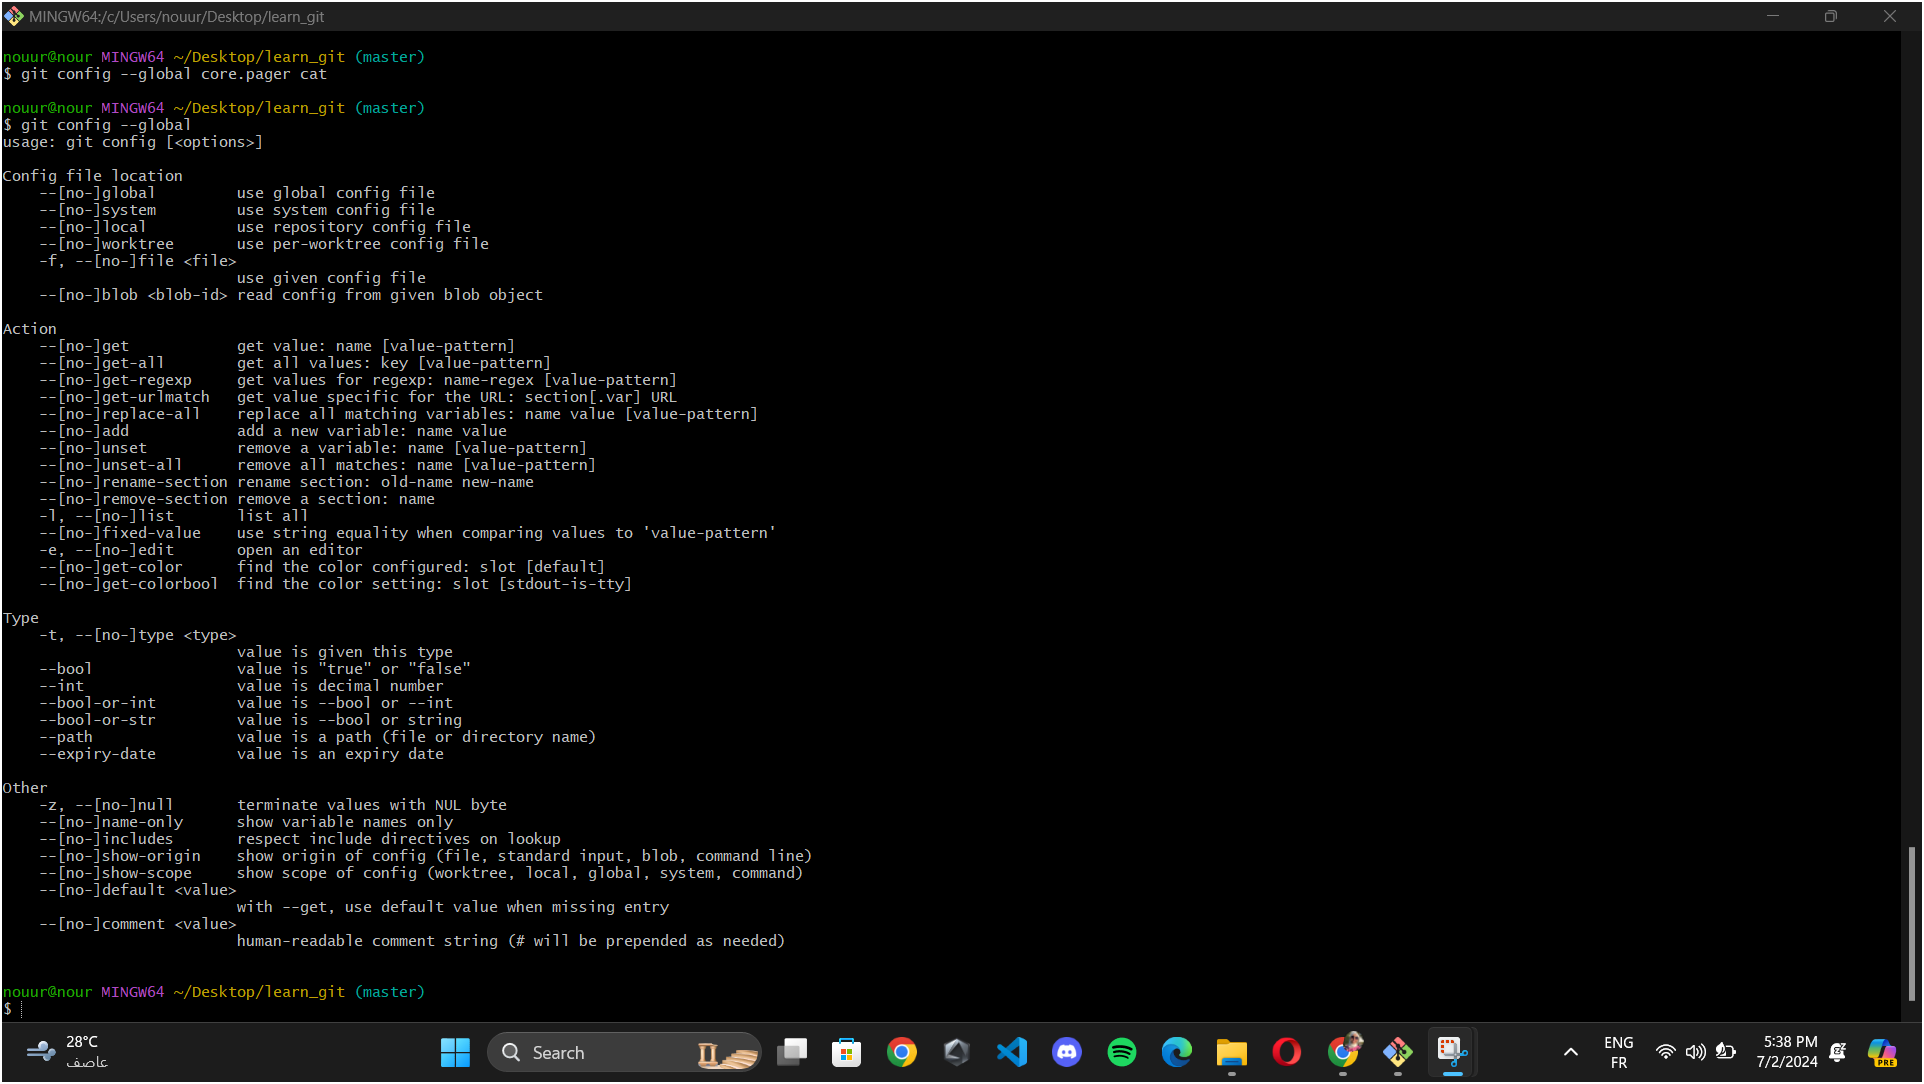 MINGW64:/c/Users/nouur/Desktop/learn_git
nouur@nour MINGW64 ~/Desktop/learn_git (master)
$ git config --global core.pager cat
nouur@nour MINGW64 ~/Desktop/learn_git (master)
$ git config --global
usage: git config [<options>]
Config file location
--[no-]global use global config file
--[no-]system use system config file
--[no-]local use repository config file
--[no-]worktree use per-worktree config file
-f, --[no-]file <file>
use given config file
--[no-]blob <blob-id> read config from given blob object
Action
--[no-]get get value: name [value-pattern]
--[no-]get-all get all values: key [value-pattern]
--[no-]get-regexp get values for regexp: name-regex [value-pattern]
--[no-]get-urlmatch get value specific for the URL: section[.var] URL
--[no-]replace-all replace all matching variables: name value [value-pattern]
--[no-]add add a new variable: name value
--[no-]unset remove a variable: name [value-pattern]
--[no-]unset-all remove all matches: name [value-pattern]
--[no-]rename-section rename section: old-name new-name
--[no-]remove-section remove a section: name
-l, --[no-]list list all
--[no-]fixed-value use string equality when comparing values to 'value-pattern'
-e, --[no-]edit open an editor
--[no-]get-color find the color configured: slot [default]
--[no-]get-colorbool find the color setting: slot [stdout-is-tty]
Type
-t, --[no-]type <type>
value is given this type
--bool value is "true" or "false"
--int value is decimal number
--bool-or-int value is --bool or --int
--bool-or-str value is --bool or string
--path value is a path (file or directory name)
--expiry-date value is an expiry date
Other
-z, --[no-]null terminate values with NUL byte
--[no-]name-only show variable names only
--[no-]includes respect include directives on lookup
--[no-]show-origin show origin of config (file, standard input, blob, command line)
--[no-]show-scope show scope of config (worktree, local, global, system, command)
--[no-]default <value>
with --get, use default value when missing entry
--[no-]comment <value>
human-readable comment string (# will be prepended as needed)
nouur@nour MINGW64 ~/Desktop/learn_git (master)
$
28°C
عاصف
Search
ENG
FR
5:38 PM
7/2/2024
PRE